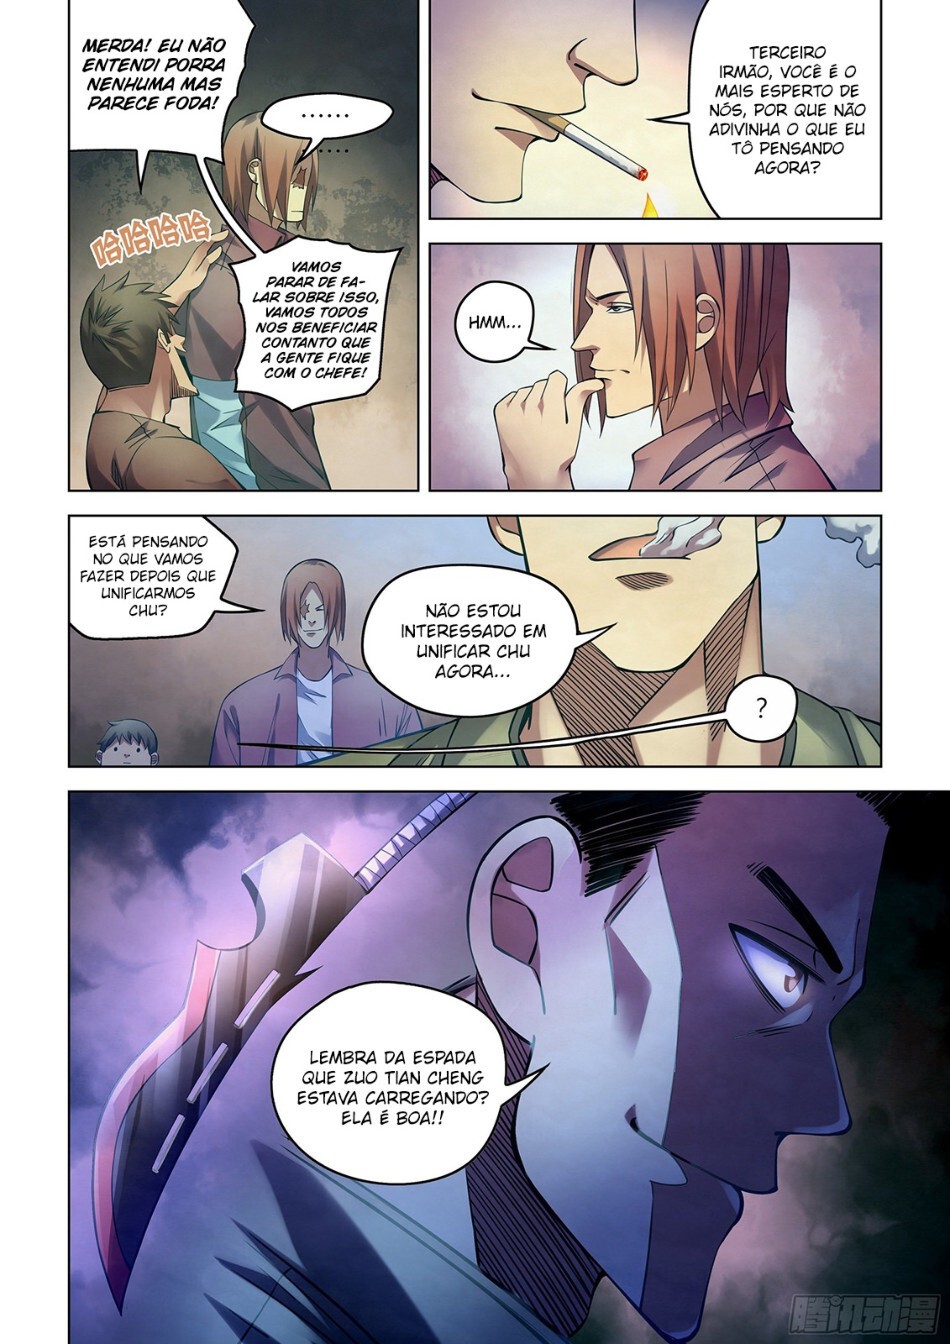 MERDA! EU NÃO
ENTENDI PORRA
NENHUMA MAS
PARECE FODA!
......
....
哈哈哈哈
VAMOS
PARAR DE FA-
LAR SOBRE ISSO,
VAMOS TODOS
NOS BENEFICIAR
CONTANTO QUE
A GENTE FIQUE
COM O CHEFE!
TERCEIRO
IRMÃO, VOCÊ É O
MAIS ESPERTO DE
NÓS, POR QUE NÃO
ADIVINHA O QUE EU
TÔ PENSANDO
AGORA?
HMM...
ESTÁ PENSANDO
NO QUE VAMOS
FAZER DEPOIS QUE
UNIFICARMOS
CHU?
NÃO ESTOU
INTERESSADO EM
UNIFICAR CHU
AGORA...
?
LEMBRA DA ESPADA
QUE ZUO TIAN CHENG
ESTAVA CARREGANDO?
ELA É BOA!!
腾讯动漫